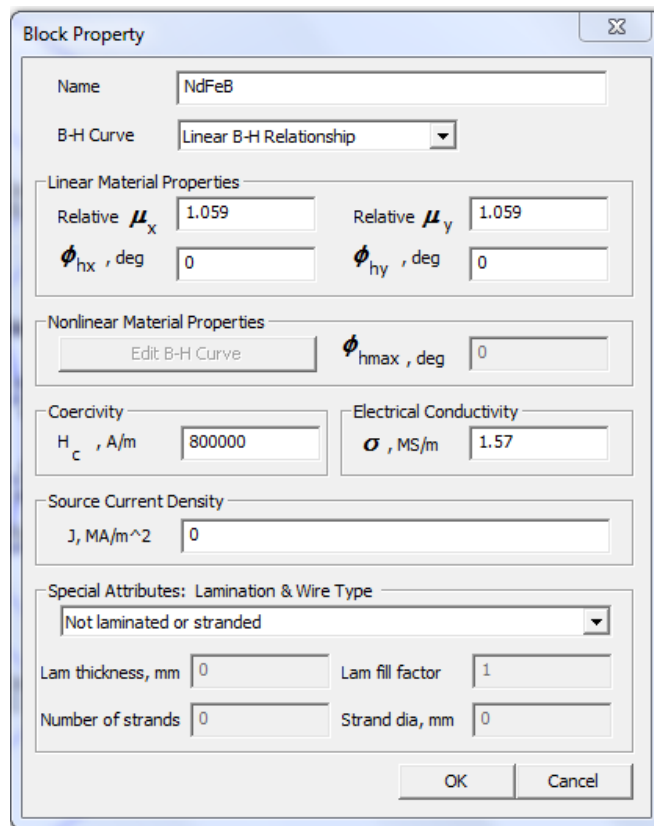 Block Property
Name NdFeB
B-H Curve Linear B-H Relationship
Linear Material Properties
Relative μx 1.059 Relative μy 1.059
ϕhx , deg 0 ϕhy , deg 0
Nonlinear Material Properties
Edit B-H Curve ϕhmax , deg 0
Coercivity Electrical Conductivity
Hc , A/m 800000 σ , MS/m 1.57
Source Current Density
J, MA/m^2 0
Special Attributes: Lamination & Wire Type
Not laminated or stranded
Lam thickness, mm 0 Lam fill factor 1
Number of strands 0 Strand dia, mm 0
OK Cancel